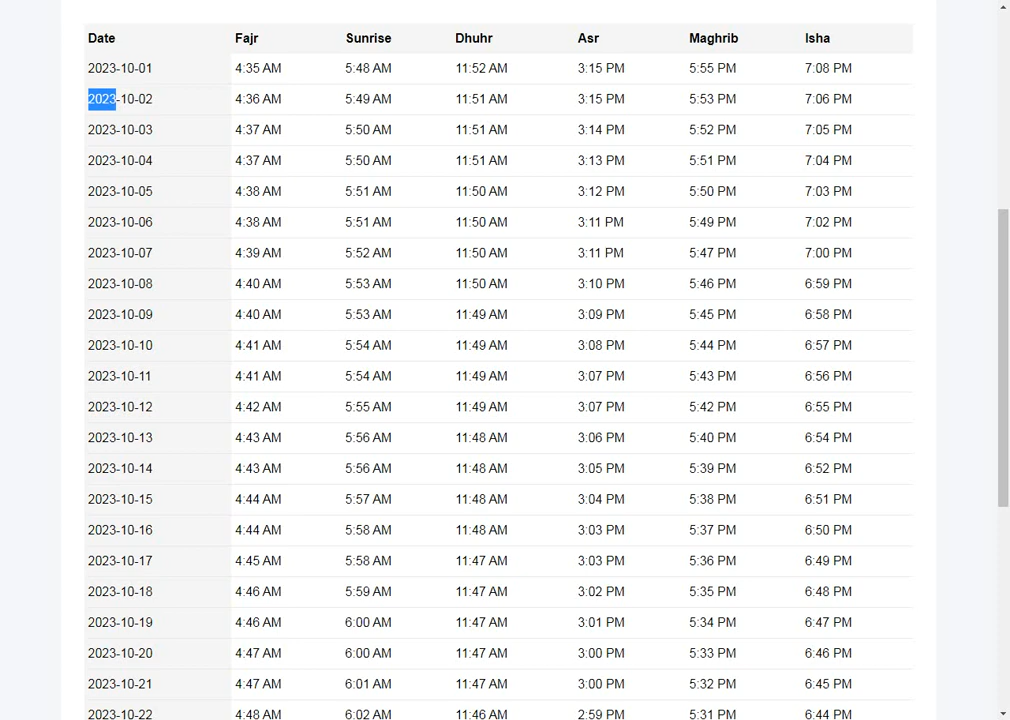 Date Fajr Sunrise Dhuhr Asr Maghrib Isha
2023-10-01 4:35 AM 5:48 AM 11:52 AM 3:15 PM 5:55 PM 7:08 PM
2023-10-02 4:36 AM 5:49 AM 11:51 AM 3:15 PM 5:53 PM 7:06 PM
2023-10-03 4:37 AM 5:50 AM 11:51 AM 3:14 PM 5:52 PM 7:05 PM
2023-10-04 4:37 AM 5:50 AM 11:51 AM 3:13 PM 5:51 PM 7:04 PM
2023-10-05 4:38 AM 5:51 AM 11:50 AM 3:12 PM 5:50 PM 7:03 PM
2023-10-06 4:38 AM 5:51 AM 11:50 AM 3:11 PM 5:49 PM 7:02 PM
2023-10-07 4:39 AM 5:52 AM 11:50 AM 3:11 PM 5:47 PM 7:00 PM
2023-10-08 4:40 AM 5:53 AM 11:50 AM 3:10 PM 5:46 PM 6:59 PM
2023-10-09 4:40 AM 5:53 AM 11:49 AM 3:09 PM 5:45 PM 6:58 PM
2023-10-10 4:41 AM 5:54 AM 11:49 AM 3:08 PM 5:44 PM 6:57 PM
2023-10-11 4:41 AM 5:54 AM 11:49 AM 3:07 PM 5:43 PM 6:56 PM
2023-10-12 4:42 AM 5:55 AM 11:49 AM 3:07 PM 5:42 PM 6:55 PM
2023-10-13 4:43 AM 5:56 AM 11:48 AM 3:06 PM 5:40 PM 6:54 PM
2023-10-14 4:43 AM 5:56 AM 11:48 AM 3:05 PM 5:39 PM 6:52 PM
2023-10-15 4:44 AM 5:57 AM 11:48 AM 3:04 PM 5:38 PM 6:51 PM
2023-10-16 4:44 AM 5:58 AM 11:48 AM 3:03 PM 5:37 PM 6:50 PM
2023-10-17 4:45 AM 5:58 AM 11:47 AM 3:03 PM 5:36 PM 6:49 PM
2023-10-18 4:46 AM 5:59 AM 11:47 AM 3:02 PM 5:35 PM 6:48 PM
2023-10-19 4:46 AM 6:00 AM 11:47 AM 3:01 PM 5:34 PM 6:47 PM
2023-10-20 4:47 AM 6:00 AM 11:47 AM 3:00 PM 5:33 PM 6:46 PM
2023-10-21 4:47 AM 6:01 AM 11:47 AM 3:00 PM 5:32 PM 6:45 PM
2023-10-22 4:48 AM 6:02 AM 11:46 AM 2:59 PM 5:31 PM 6:44 PM